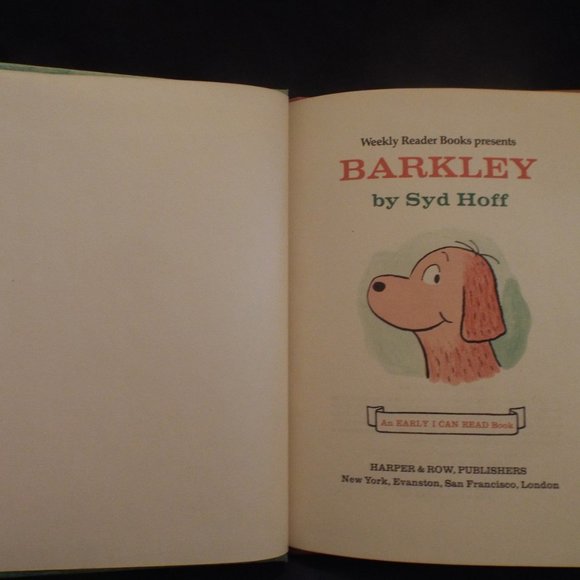 Weekly Reader Books presents
BARKLEY
by Syd Hoff
An EARLY I CAN READ Book
HARPER & ROW, PUBLISHERS
New York, Evanston, San Francisco, London